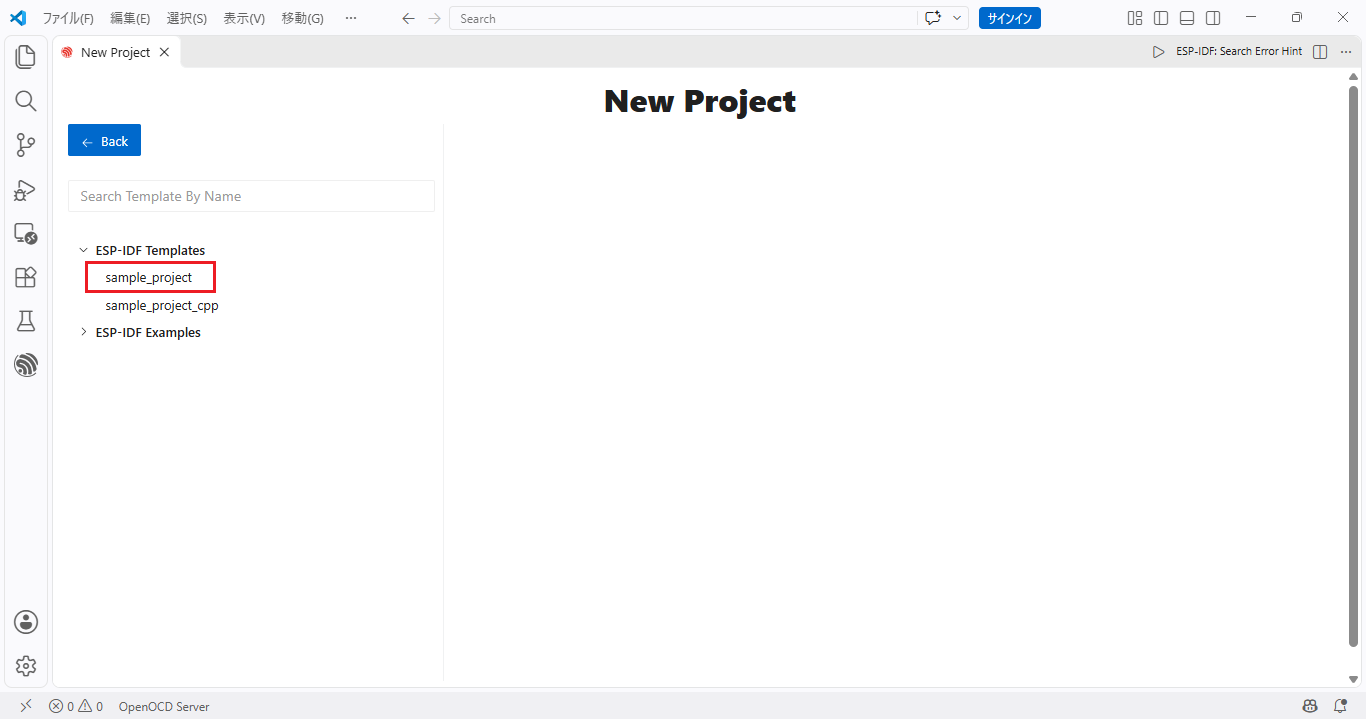 ファイル(F) 編集(E) 選択(S) 表示(V) 移動(G) ··· Search サインイン
New Project ESP-IDF: Search Error Hint ···
New Project
← Back
Search Template By Name
ESP-IDF Templates
sample_project
sample_project_cpp
ESP-IDF Examples
0 0 OpenOCD Server